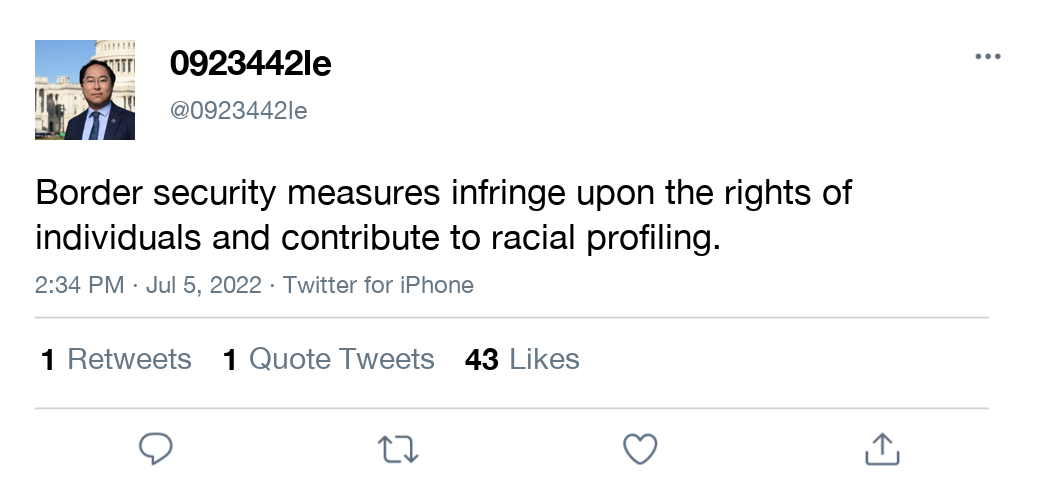 0923442le
@0923442le
Border security measures infringe upon the rights of
individuals and contribute to racial profiling.
2:34 PM · Jul 5, 2022 · Twitter for iPhone
1 Retweets 1 Quote Tweets 43 Likes